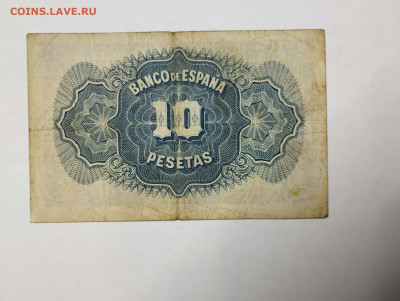 COINS.LAVE.RU
BANCO DE ESPAÑA
10
PESETAS